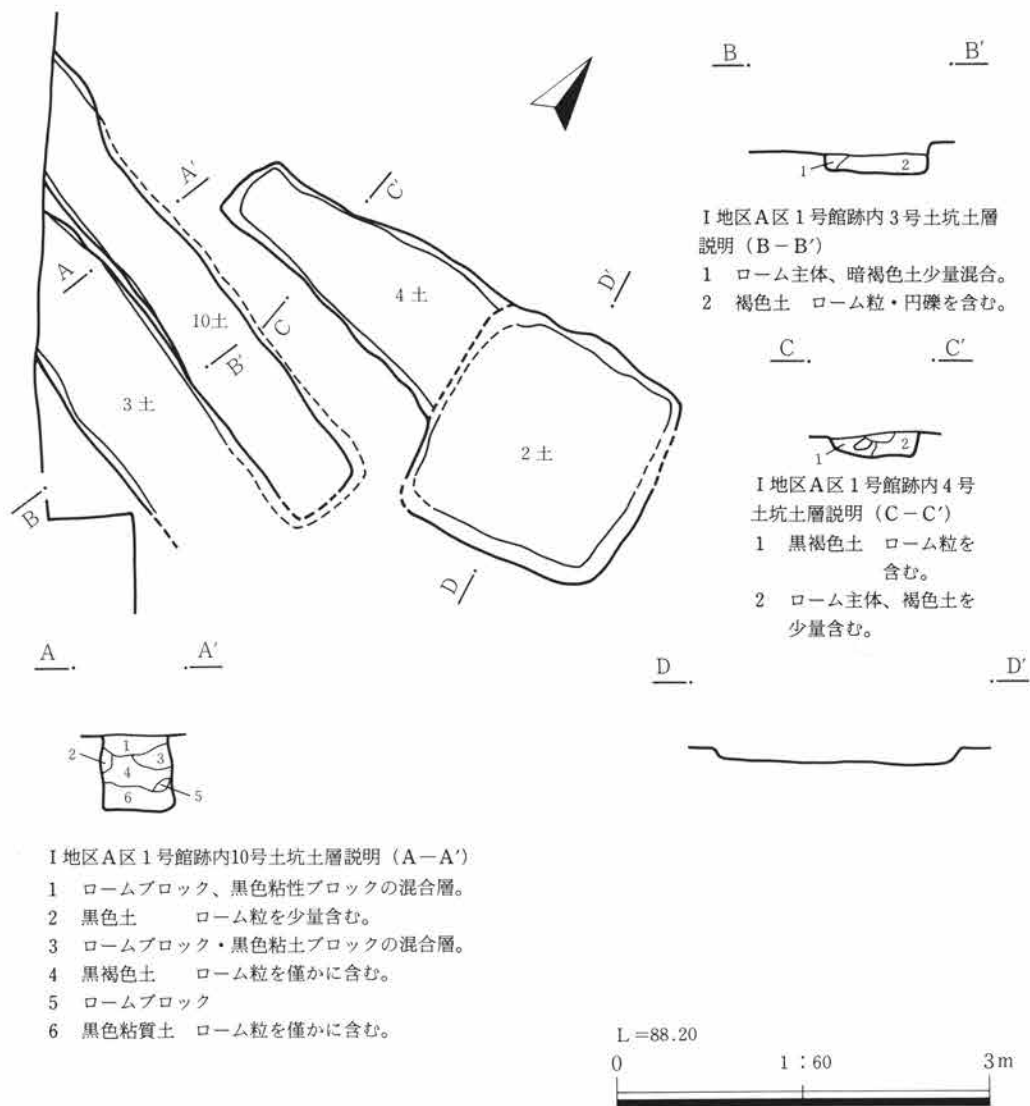 B B′
A′
C′
1 2
I地区A区1号館跡内3号土坑土層
説明（B－B′）
1 ローム主体、暗褐色土少量混合。
2 褐色土 ローム粒・円礫を含む。
A
4土
D′
C
10土
B′
C C′
3土
2土
1 2
B
D
I地区A区1号館跡内4号
土坑土層説明（C－C′）
1 黒褐色土 ローム粒を
含む。
2 ローム主体、褐色土を
少量含む。
A A′
D D′
1
2 3
4
6 5
I地区A区1号館跡内10号土坑土層説明（A－A′）
1 ロームブロック、黒色粘性ブロックの混合層。
2 黒色土 ローム粒を少量含む。
3 ロームブロック・黒色粘土ブロックの混合層。
4 黒褐色土 ローム粒を僅かに含む。
5 ロームブロック
6 黒色粘質土 ローム粒を僅かに含む。
L=88.20
0 1：60 3m